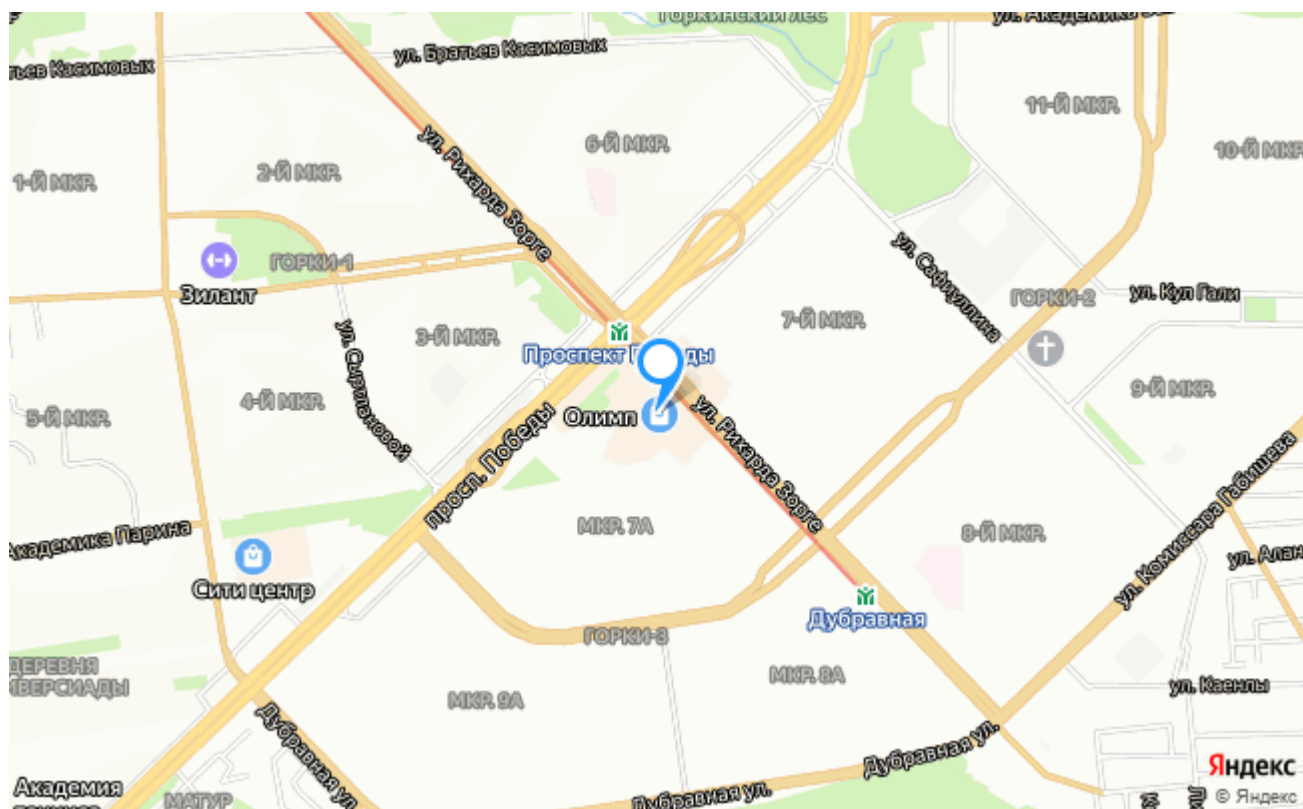 Горкинский Лес
ул. Академика
ул. Братьев Касимовых
Касимовых
11-Й МКР.
6-Й МКР.
10-Й МКР.
2-Й МКР.
1-Й МКР.
ул. Рихарда Зорге
ул. Сафиуллина
ГОРКИ-1
Зилант
ул. Кул Гали
ГОРКИ-2
7-Й МКР.
3-Й МКР.
ул. Сыртлановой
Проспект
ды
9-Й МКР.
4-Й МКР.
5-Й МКР.
Олимп
ул. Рихарда Зорге
просп. Победы
ул. Комиссара Габишева
МКР. 7А
8-Й МКР.
Академика Парина
ул. Алан
Сити центр
Дубравная
ГОРКИ-3
ДЕРЕВНЯ
ИВЕРСИАДЫ
МКР. 8А
МКР. 9А
ул. Каенлы
Дубравная ул.
Дубравная ул.
Яндекс
Академия
МАТУР
Дубравная ул.
© Яндекс